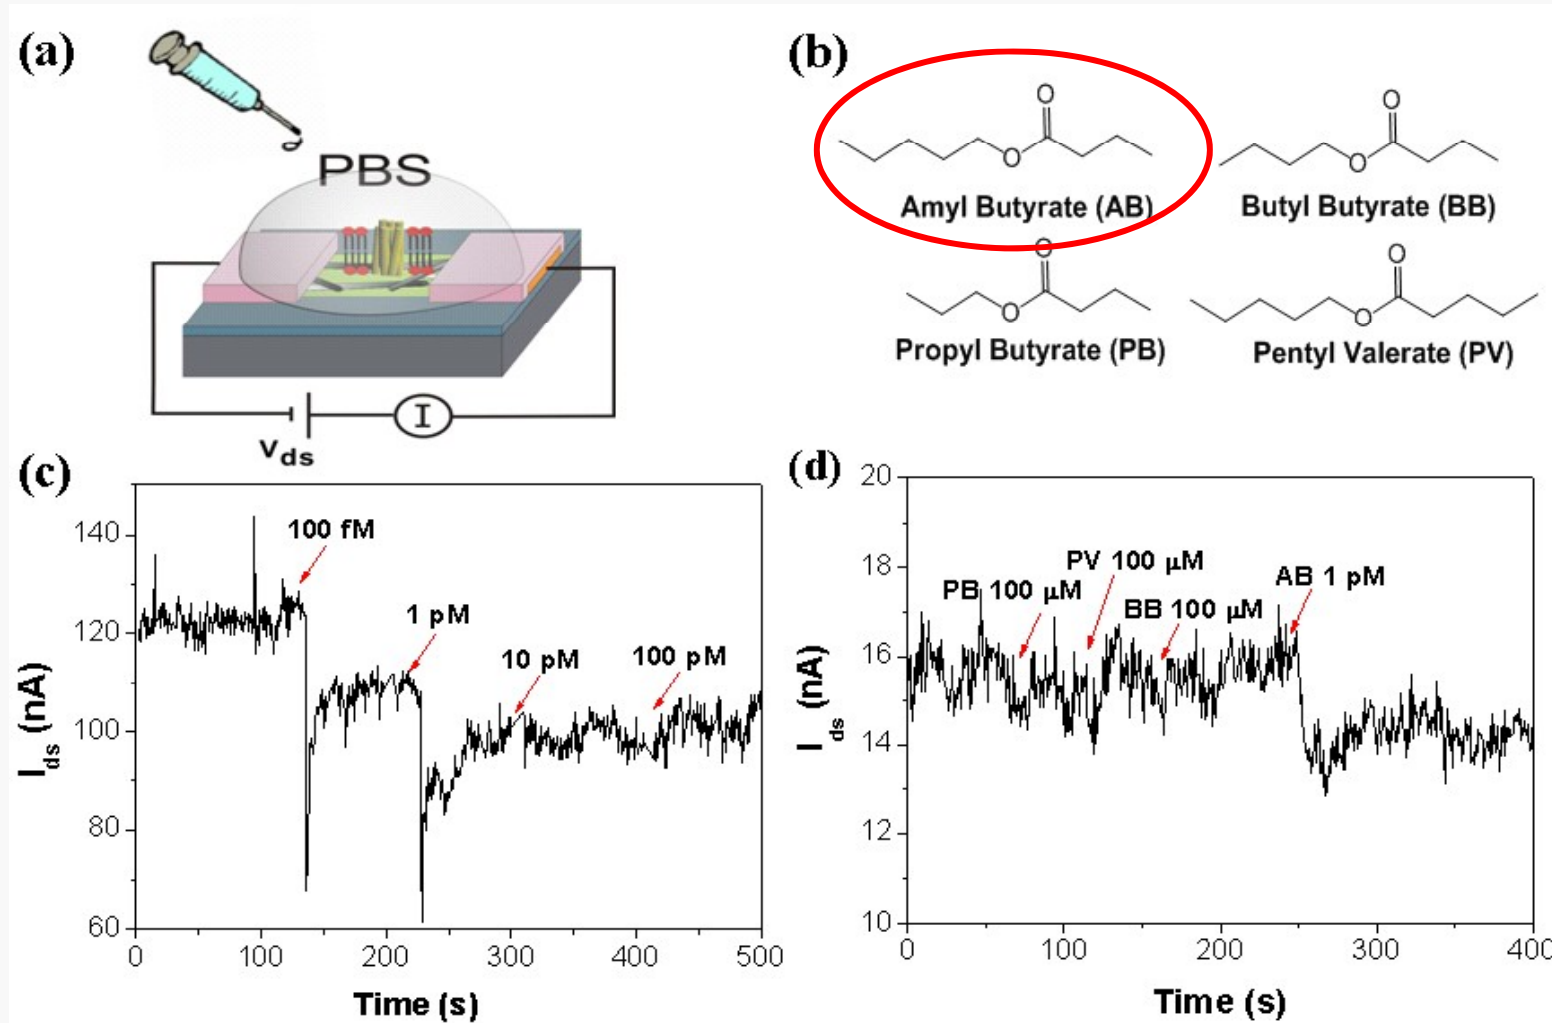 (a)
PBS
I
Vds
(b)
O
O
Amyl Butyrate (AB)
O
O
Butyl Butyrate (BB)
O
O
Propyl Butyrate (PB)
O
O
Pentyl Valerate (PV)
(c)
Ids (nA)
140
120
100
80
60
100 fM
1 pM
10 pM
100 pM
0 100 200 300 400 500
Time (s)
(d)
Ids (nA)
20
18
16
14
12
10
PB 100 μM
PV 100 μM
BB 100 μM
AB 1 pM
0 100 200 300 400
Time (s)